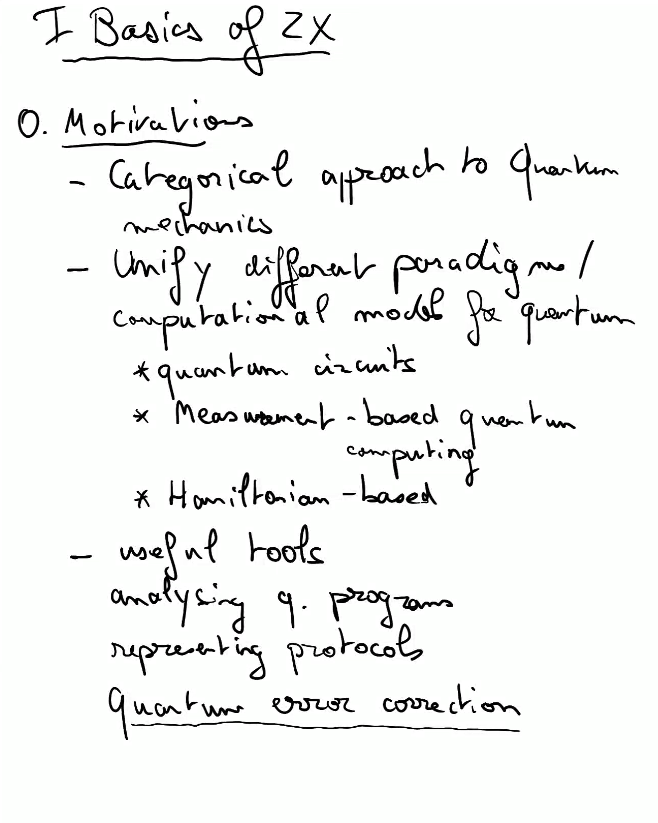 I Basics of ZX
0. Motivations
- Categorical approach to Quantum
mechanics
- Unify different paradigms /
computational models for quantum
* quantum circuits
* Measurement-based quantum
computing
* Hamiltonian-based
- useful tools
analysing q. programs
representing protocols
Quantum error correction